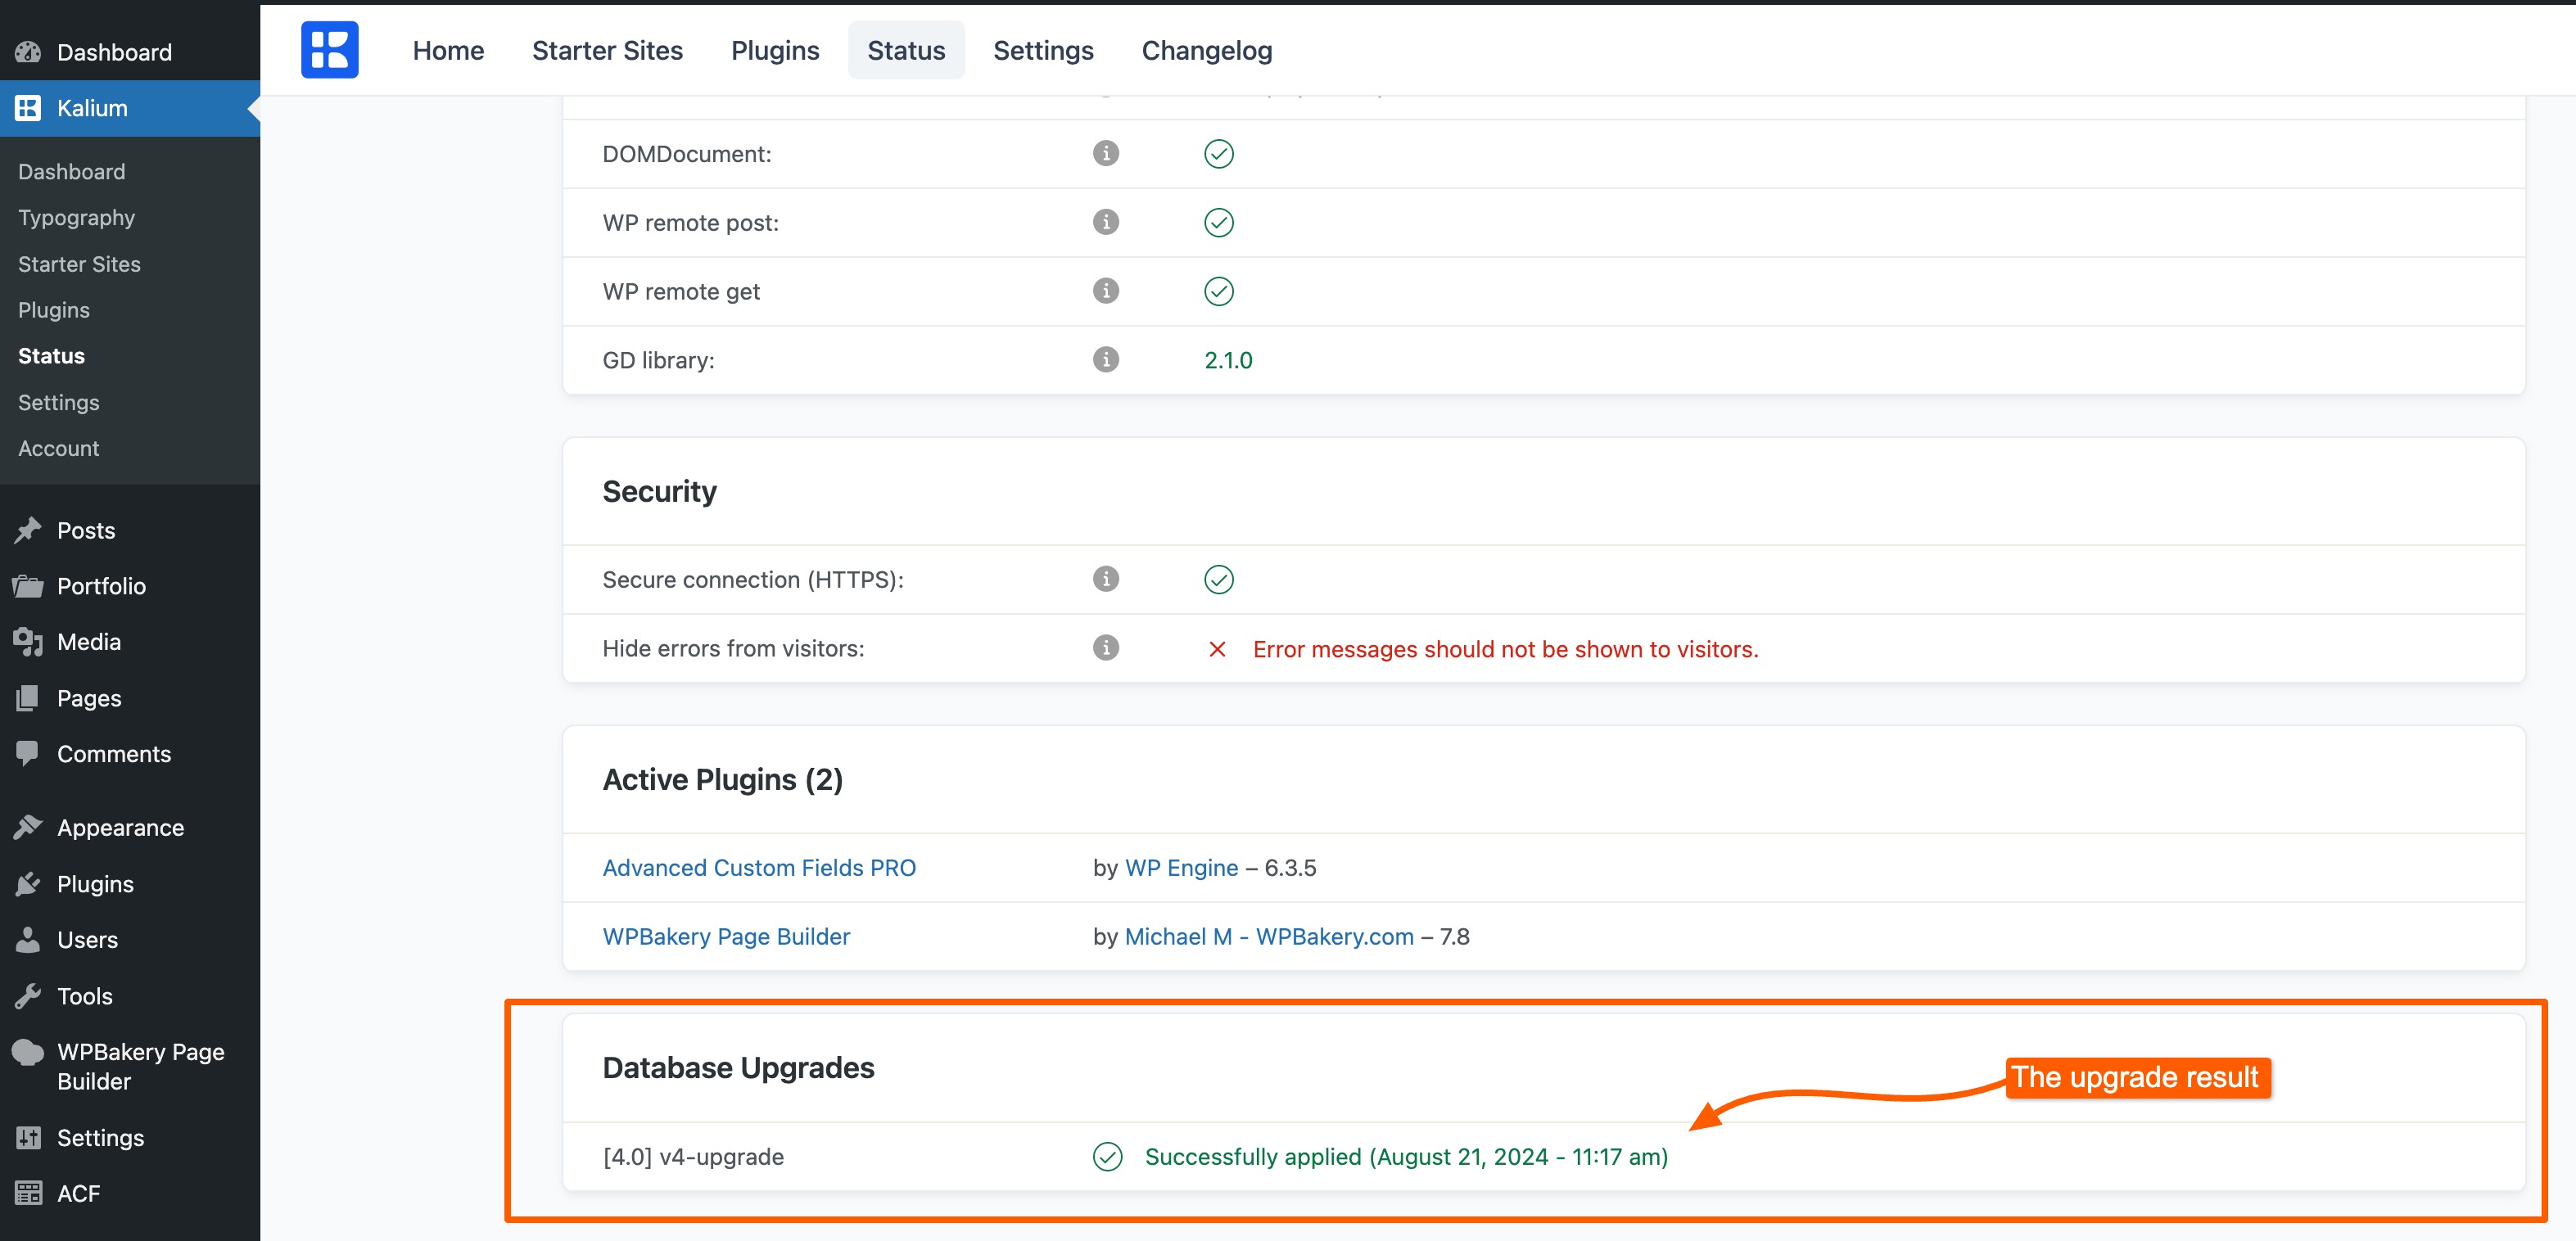 Dashboard
Kalium
Dashboard
Typography
Starter Sites
Plugins
Status
Settings
Account
Posts
Portfolio
Media
Pages
Comments
Appearance
Plugins
Users
Tools
WPBakery Page
Builder
Settings
ACF
Home Starter Sites Plugins Status Settings Changelog
DOMDocument:
WP remote post:
WP remote get
GD library: 2.1.0
Security
Secure connection (HTTPS):
Hide errors from visitors: Error messages should not be shown to visitors.
Active Plugins (2)
Advanced Custom Fields PRO by WP Engine – 6.3.5
WPBakery Page Builder by Michael M - WPBakery.com – 7.8
Database Upgrades
The upgrade result
[4.0] v4-upgrade Successfully applied (August 21, 2024 - 11:17 am)